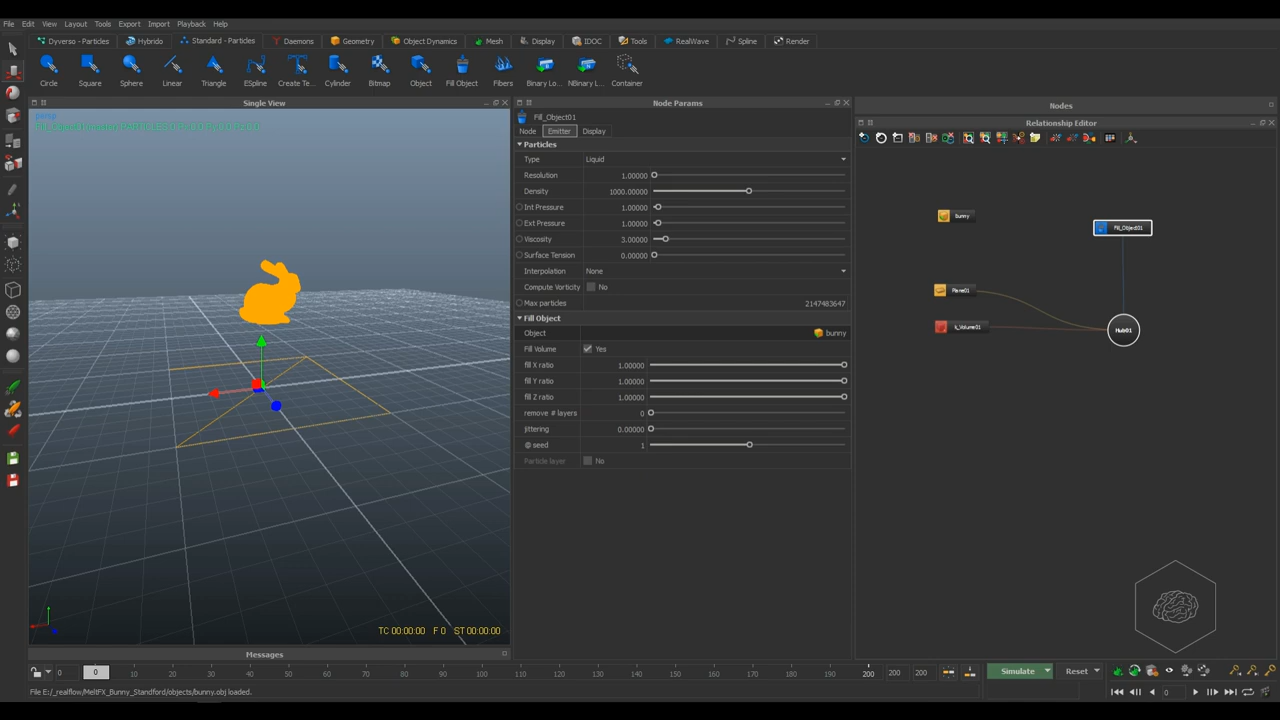 File Edit View Layout Tools Export Import Playback Help
Dyverso - Particles Hybrido Standard - Particles Daemons Geometry Object Dynamics Mesh Display IDOC Tools RealWave Spline Render
Circle Square Sphere Linear Triangle ESpline Create Te... Cylinder Bitmap Object Fill Object Fibers Binary Lo... NBinary L... Container
Single View
Node Params
Nodes
persp
Fill_Object01
Relationship Editor
Node Emitter Display
Particles
Type Liquid
Resolution 1.00000
Density 1000.00000
Int Pressure 1.00000
Ext Pressure 1.00000
Viscosity 3.00000
Surface Tension 0.00000
Interpolation None
Compute Vorticity No
Max particles 2147483647
Fill Object
Object bunny
Fill Volume Yes
fill X ratio 1.00000
fill Y ratio 1.00000
fill Z ratio 1.00000
remove # layers 0
jittering 0.00000
@ seed 1
Particle layer No
bunny
Fill_Object01
Plane01
k_Volume01
Hub01
TC 00:00:00 F 0 ST 00:00:00
Messages
0 0 10 20 30 40 50 60 70 80 90 100 110 120 130 140 150 160 170 180 190 200 200 200
Simulate Reset
File E:/_realflow/MeltFX_Bunny_Standford/objects/bunny.obj loaded.
0